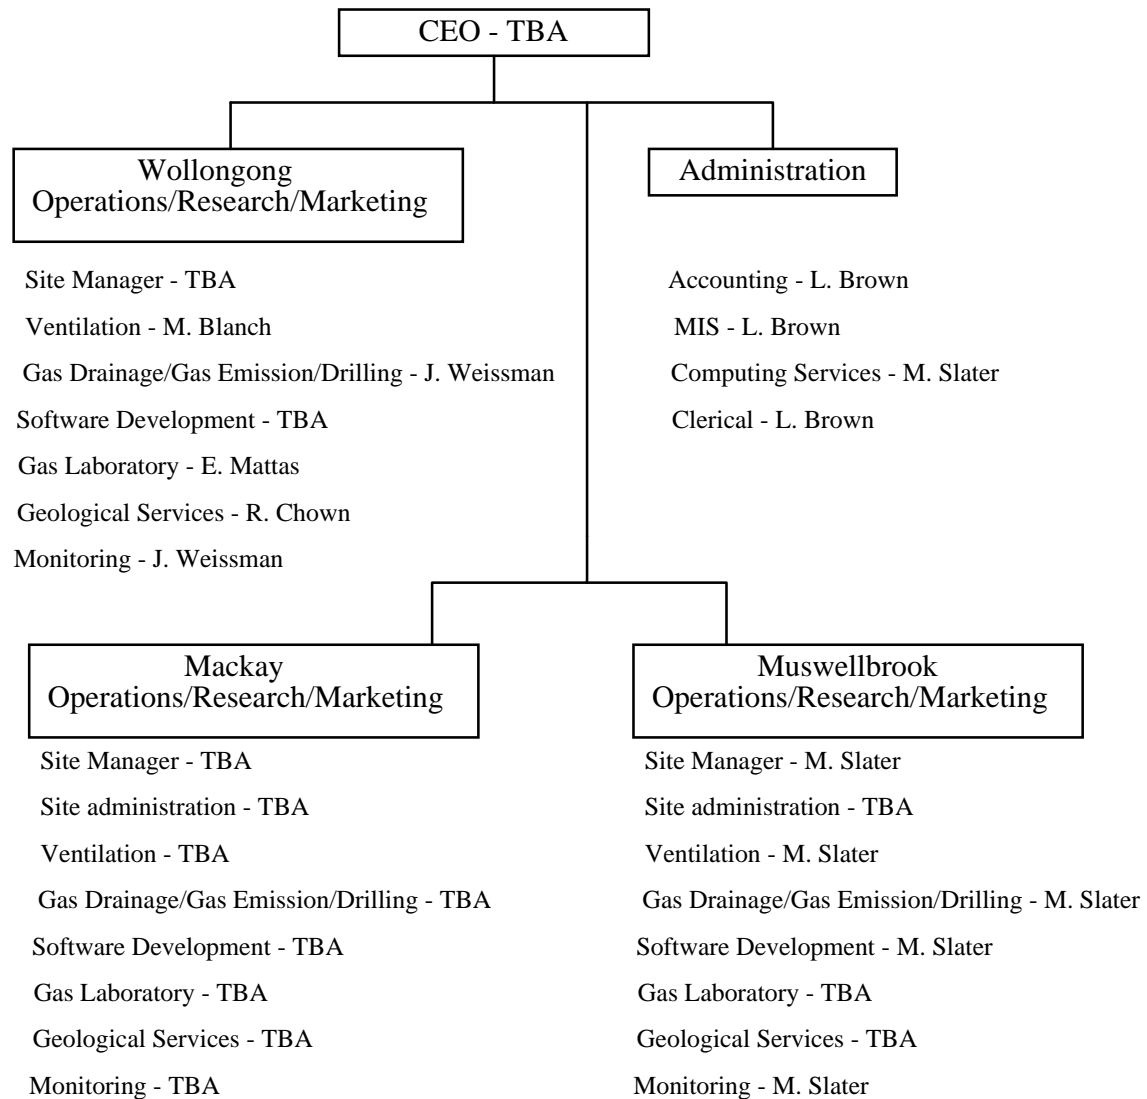 CEO - TBA
Wollongong
Operations/Research/Marketing
Site Manager - TBA
Ventilation - M. Blanch
Gas Drainage/Gas Emission/Drilling - J. Weissman
Software Development - TBA
Gas Laboratory - E. Mattas
Geological Services - R. Chown
Monitoring - J. Weissman
Administration
Accounting - L. Brown
MIS - L. Brown
Computing Services - M. Slater
Clerical - L. Brown
Mackay
Operations/Research/Marketing
Site Manager - TBA
Site administration - TBA
Ventilation - TBA
Gas Drainage/Gas Emission/Drilling - TBA
Software Development - TBA
Gas Laboratory - TBA
Geological Services - TBA
Monitoring - TBA
Muswellbrook
Operations/Research/Marketing
Site Manager - M. Slater
Site administration - TBA
Ventilation - M. Slater
Gas Drainage/Gas Emission/Drilling - M. Slater
Software Development - M. Slater
Gas Laboratory - TBA
Geological Services - TBA
Monitoring - M. Slater